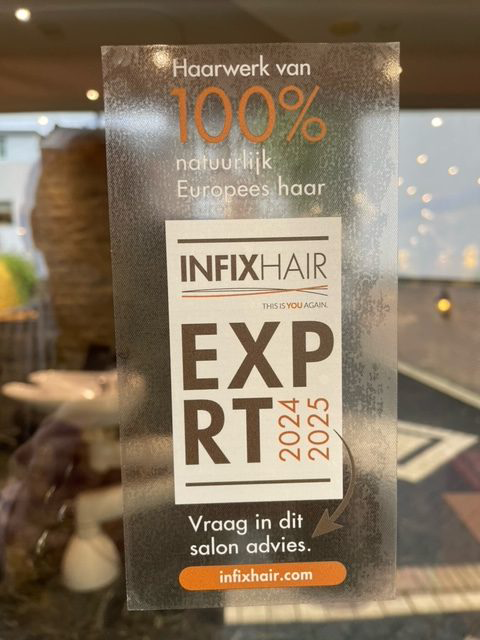 Haarwerk van
100%
natuurlijk
Europees haar
INFIXHAIR
THIS IS YOU AGAIN.
EXP
RT
2024
2025
Vraag in dit
salon advies.
infixhair.com